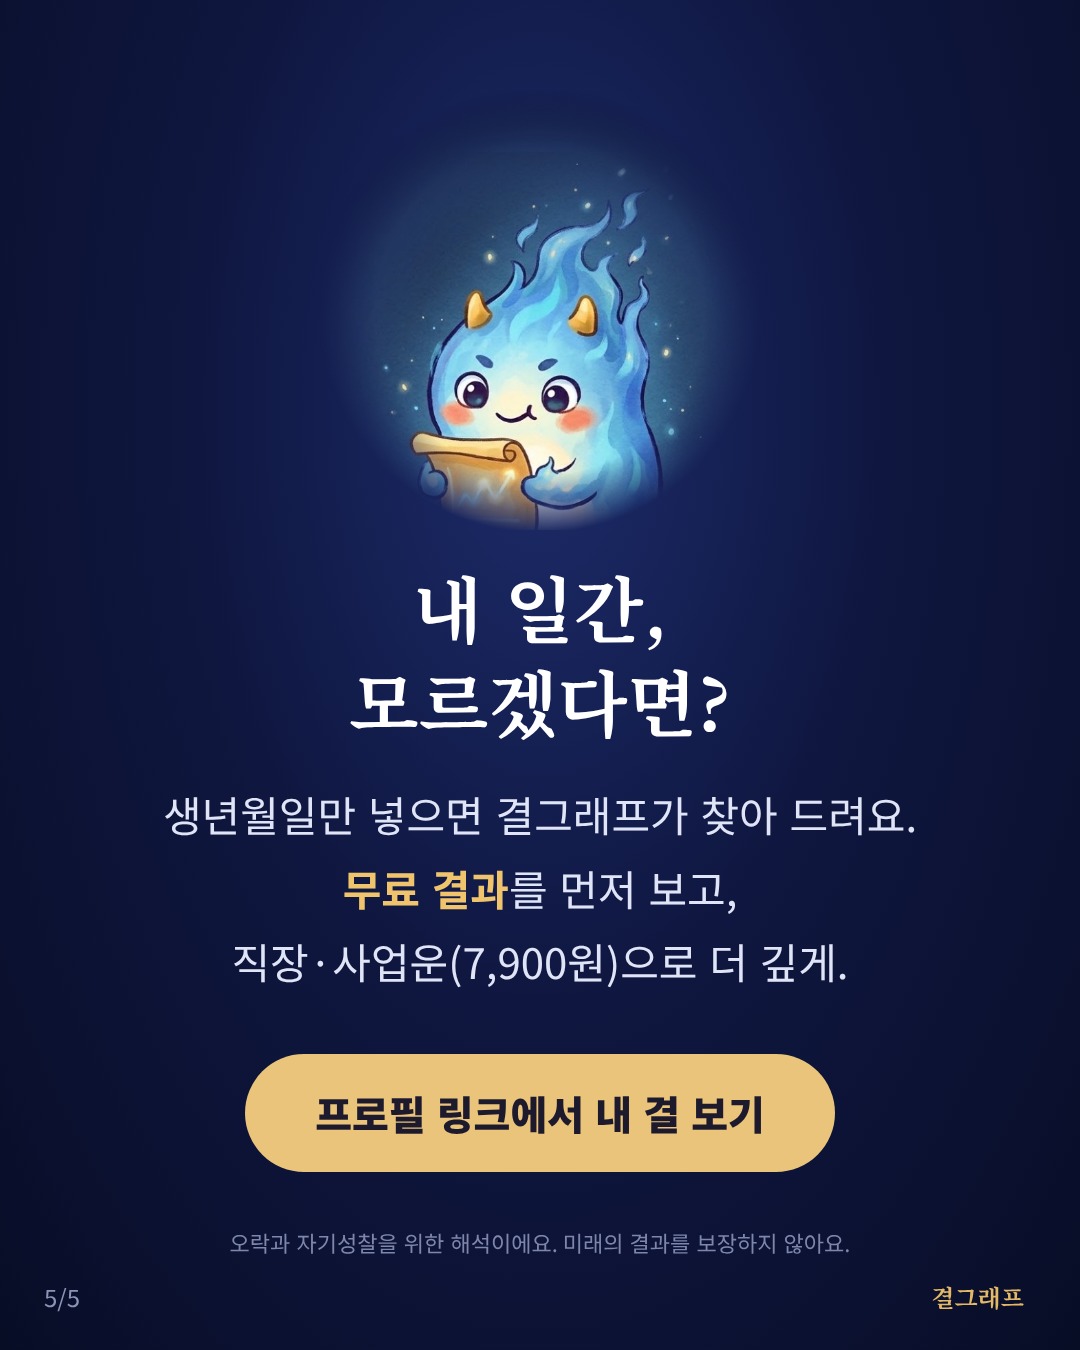 내 일간,
모르겠다면?
생년월일만 넣으면 결그래프가 찾아 드려요.
무료 결과를 먼저 보고,
직장·사업운(7,900원)으로 더 깊게.
프로필 링크에서 내 결 보기
오락과 자기성찰을 위한 해석이에요. 미래의 결과를 보장하지 않아요.
5/5
결그래프